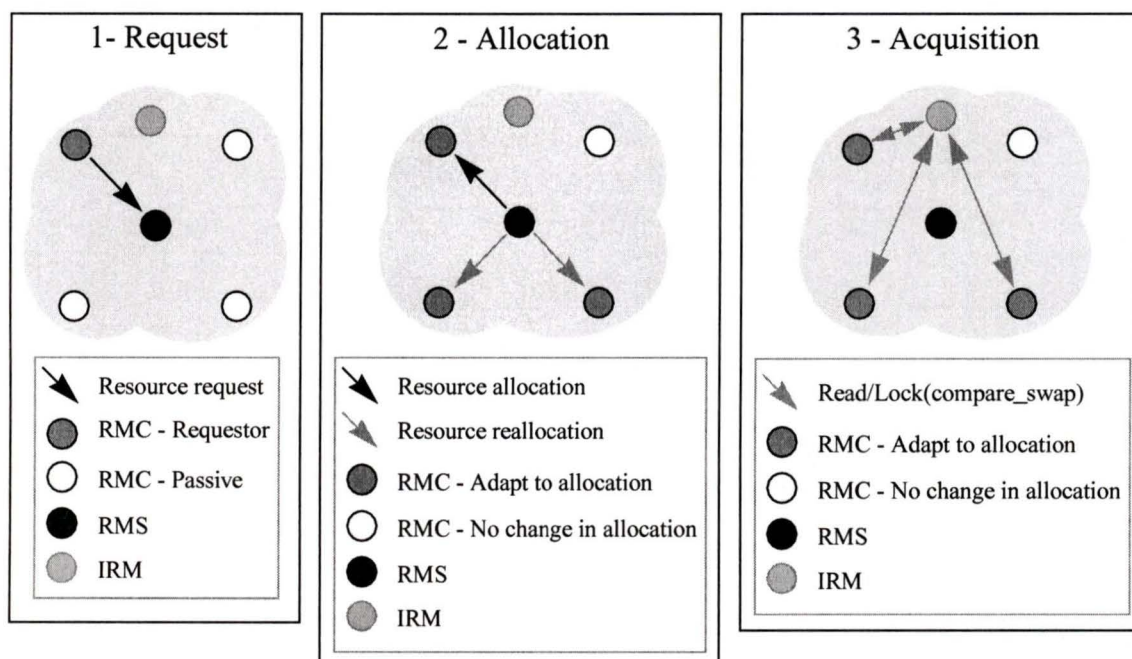 1- Request
Resource request
RMC - Requestor
RMC - Passive
RMS
IRM
2 - Allocation
Resource allocation
Resource reallocation
RMC - Adapt to allocation
RMC - No change in allocation
RMS
IRM
3 - Acquisition
Read/Lock(compare_swap)
RMC - Adapt to allocation
RMC - No change in allocation
RMS
IRM